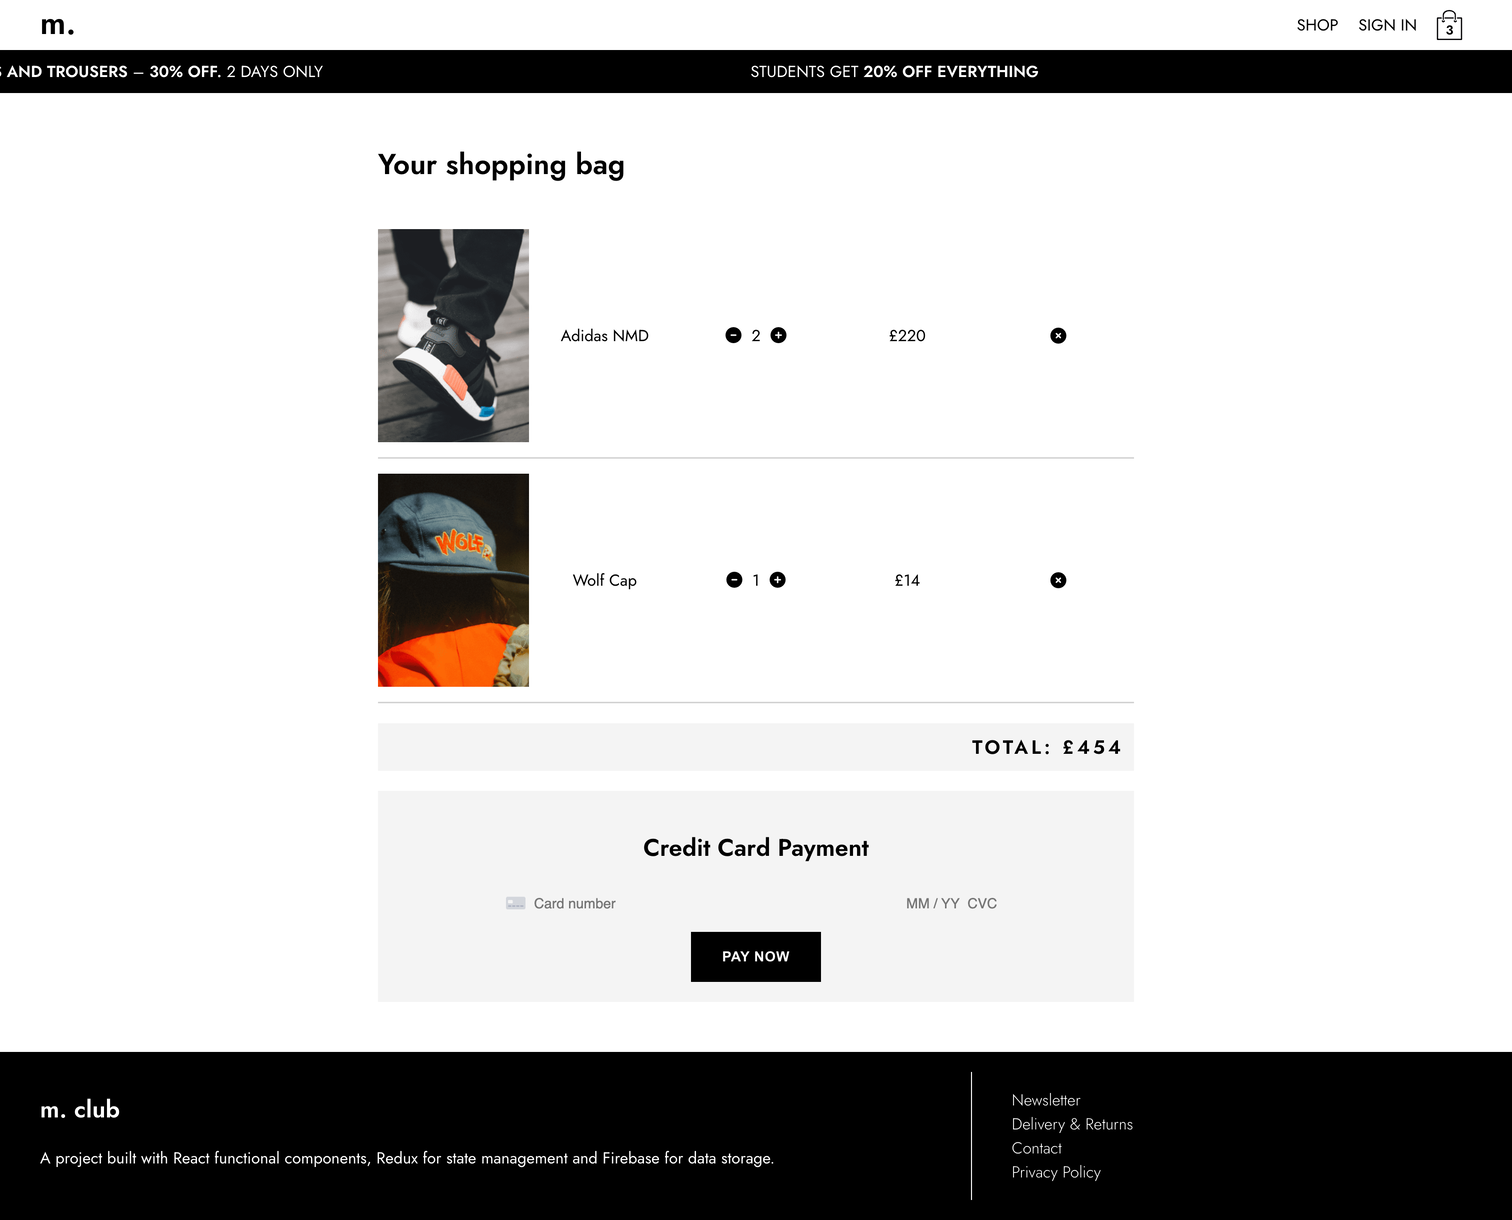 m.
SHOP SIGN IN 3
AND TROUSERS – 30% OFF. 2 DAYS ONLY
STUDENTS GET 20% OFF EVERYTHING
Your shopping bag
Adidas NMD 2 £220
WOLF
Wolf Cap 1 £14
TOTAL: £454
Credit Card Payment
Card number MM / YY CVC
PAY NOW
m. club
A project built with React functional components, Redux for state management and Firebase for data storage.
Newsletter
Delivery & Returns
Contact
Privacy Policy